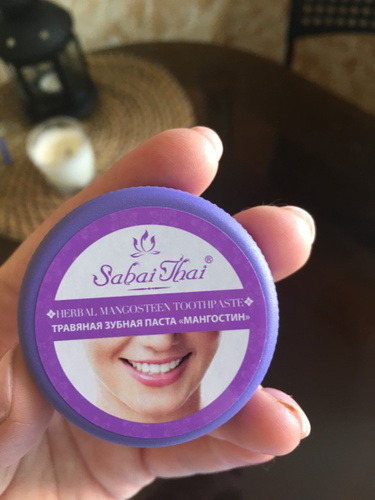 Sabai Thai®
HERBAL MANGOSTEEN TOOTHPASTE
ТРАВЯНАЯ ЗУБНАЯ ПАСТА «МАНГОСТИН»